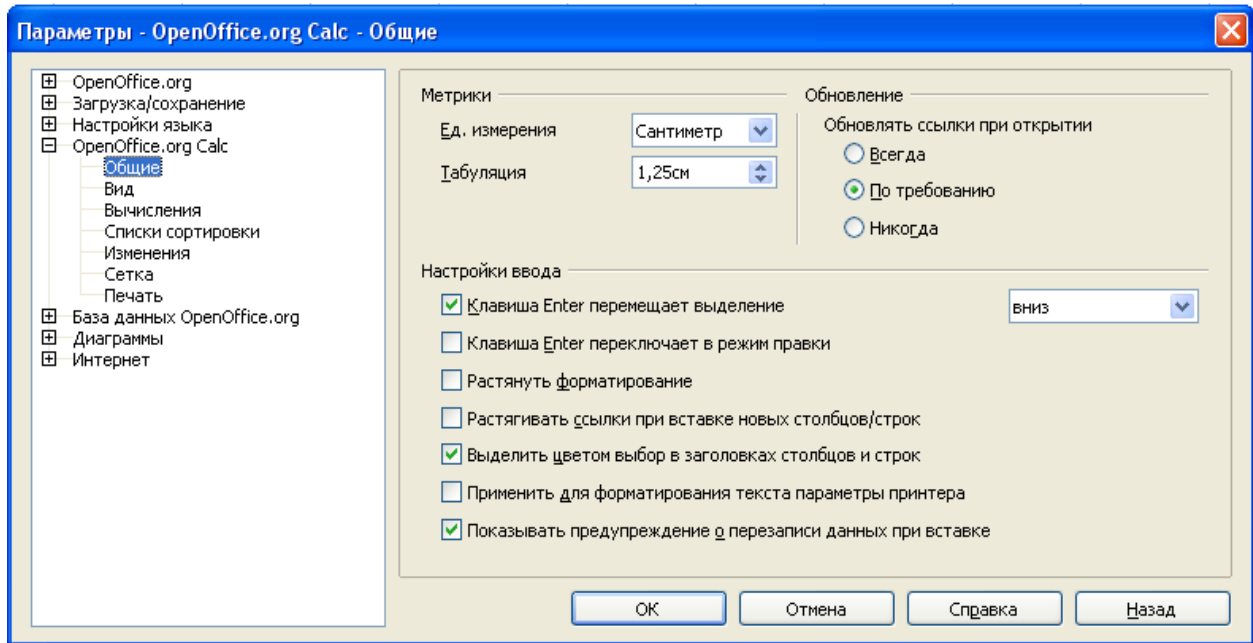 Параметры - OpenOffice.org Calc - Общие
OpenOffice.org
Загрузка/сохранение
Настройки языка
OpenOffice.org Calc
Общие
Вид
Вычисления
Списки сортировки
Изменения
Сетка
Печать
База данных OpenOffice.org
Диаграммы
Интернет
Метрики
Ед. измерения
Сантиметр
Табуляция
1,25см
Обновление
Обновлять ссылки при открытии
Всегда
По требованию
Никогда
Настройки ввода
Клавиша Enter перемещает выделение
вниз
Клавиша Enter переключает в режим правки
Растянуть форматирование
Растягивать ссылки при вставке новых столбцов/строк
Выделить цветом выбор в заголовках столбцов и строк
Применить для форматирования текста параметры принтера
Показывать предупреждение о перезаписи данных при вставке
ОК
Отмена
Справка
Назад